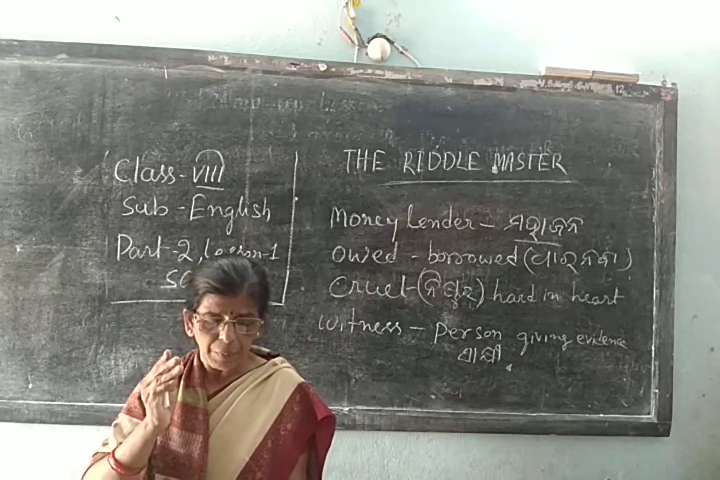 Class-VIII
Sub-English
Part-2, Lesson-1
THE RIDDLE MASTER
Money Lender - ମହାଜନ
Owed - borrowed (ଧାର କରିବା)
Cruel - (ନିଷ୍ଠୁର) hard in heart
Witness - Person giving evidence
ସାକ୍ଷୀ